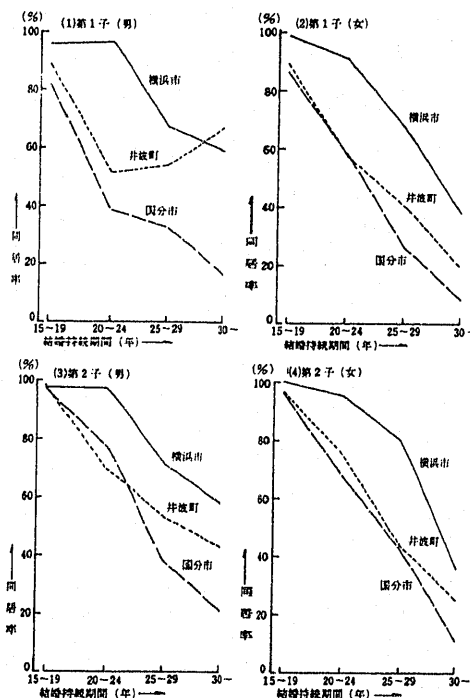 (%)
(1)第1子(男)
100
80
60
40
20
0
横浜市
井波町
国分市
同居率
15~19 20~24 25~29 30~
結婚持続期間(年)
(%)
(2)第1子(女)
100
80
60
40
20
0
横浜市
井波町
国分市
同居率
15~19 20~24 25~29 30~
結婚持続期間(年)
(%)
(3)第2子(男)
100
80
60
40
20
横浜市
井波町
国分市
同居率
15~19 20~24 25~29 30~
結婚持続期間(年)
(%)
(4)第2子(女)
100
80
60
40
20
横浜市
井波町
国分市
同居率
15~19 20~24 25~29 30~
結婚持続期間(年)